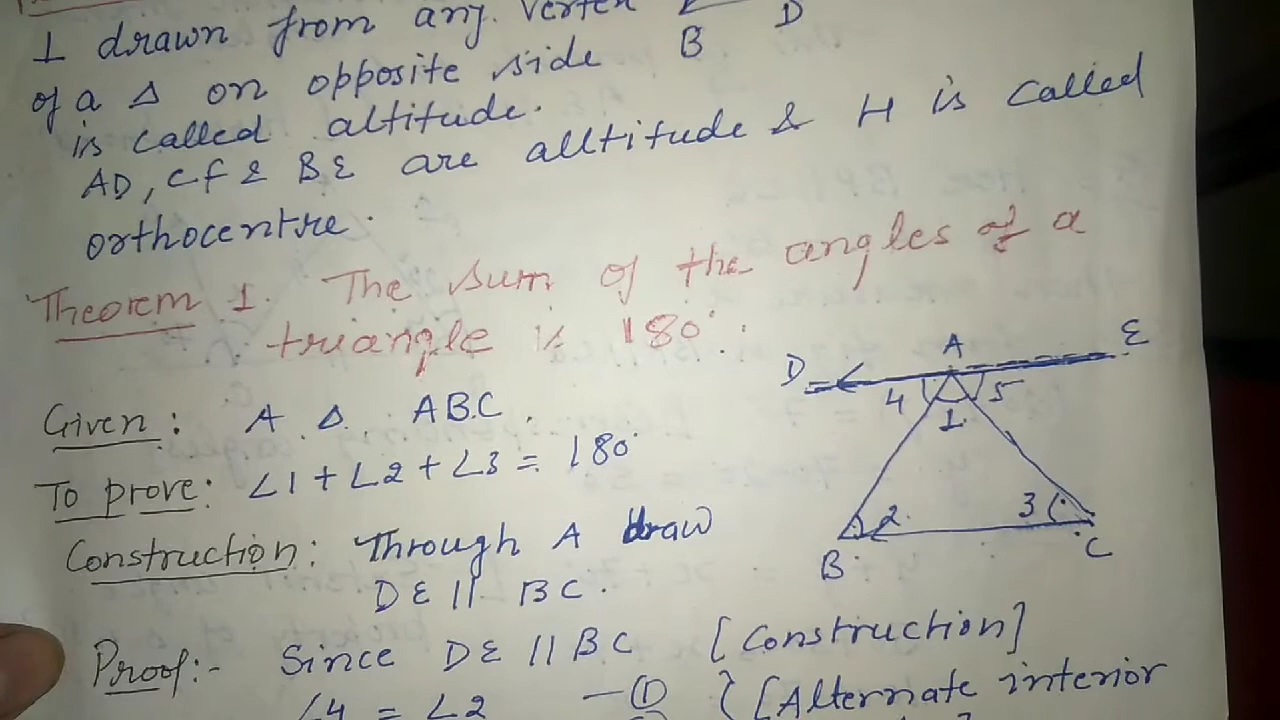 ⊥ drawn from any. Vertex
B D
of a Δ on opposite side
is called altitude.
AD, CF & BE are alltitude & H is called
orthocentre.
Theorem 1. The sum of the angles of a
triangle is 180°.
Given: A Δ ABC.
To prove: ∠1 + ∠2 + ∠3 = 180°
Construction: Through A draw
DE || BC.
D A E
4 1 5
2 3
B C
Proof:- Since DE || BC [Construction]
∠4 = ∠2 —① } [Alternate interior